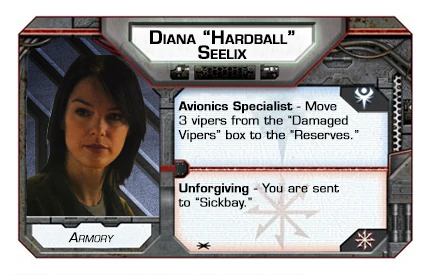 DIANA “HARDBALL”
SEELIX
Avionics Specialist - Move
3 vipers from the “Damaged
Vipers” box to the “Reserves.”
Unforgiving - You are sent
to “Sickbay.”
ARMORY